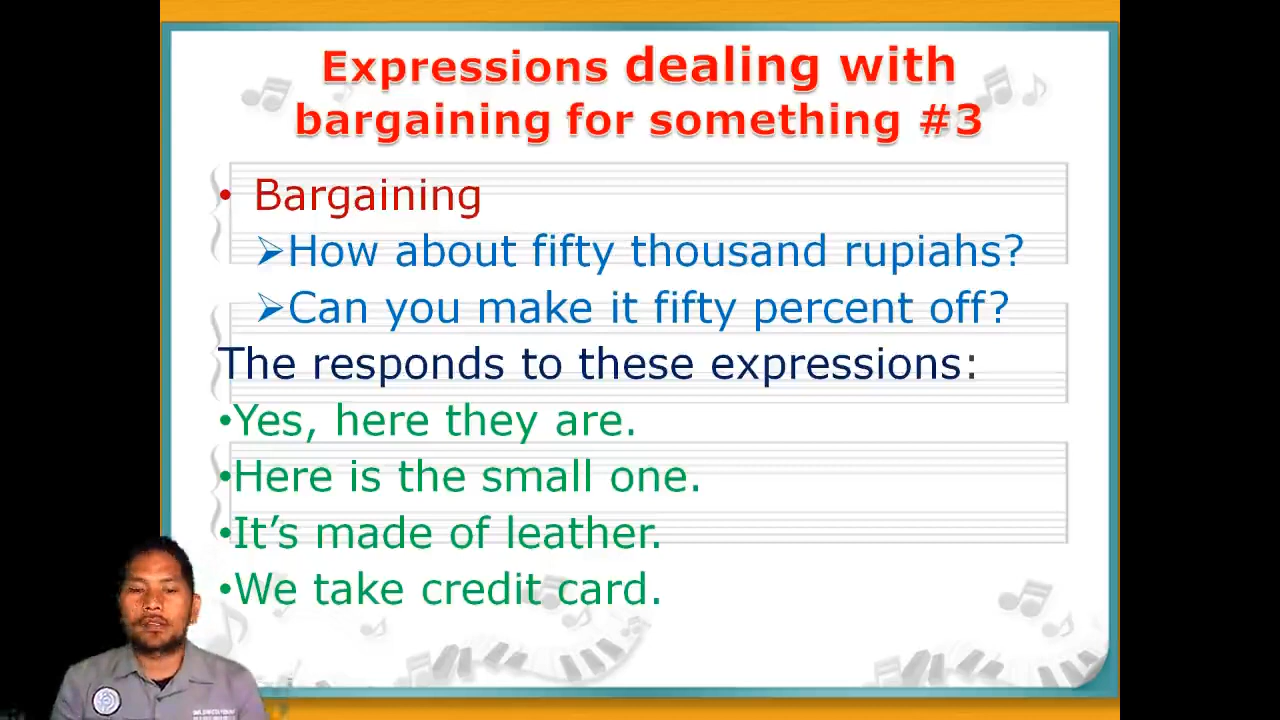 Expressions dealing with
bargaining for something #3
• Bargaining
➢How about fifty thousand rupiahs?
➢Can you make it fifty percent off?
The responds to these expressions:
•Yes, here they are.
•Here is the small one.
•It’s made of leather.
•We take credit card.